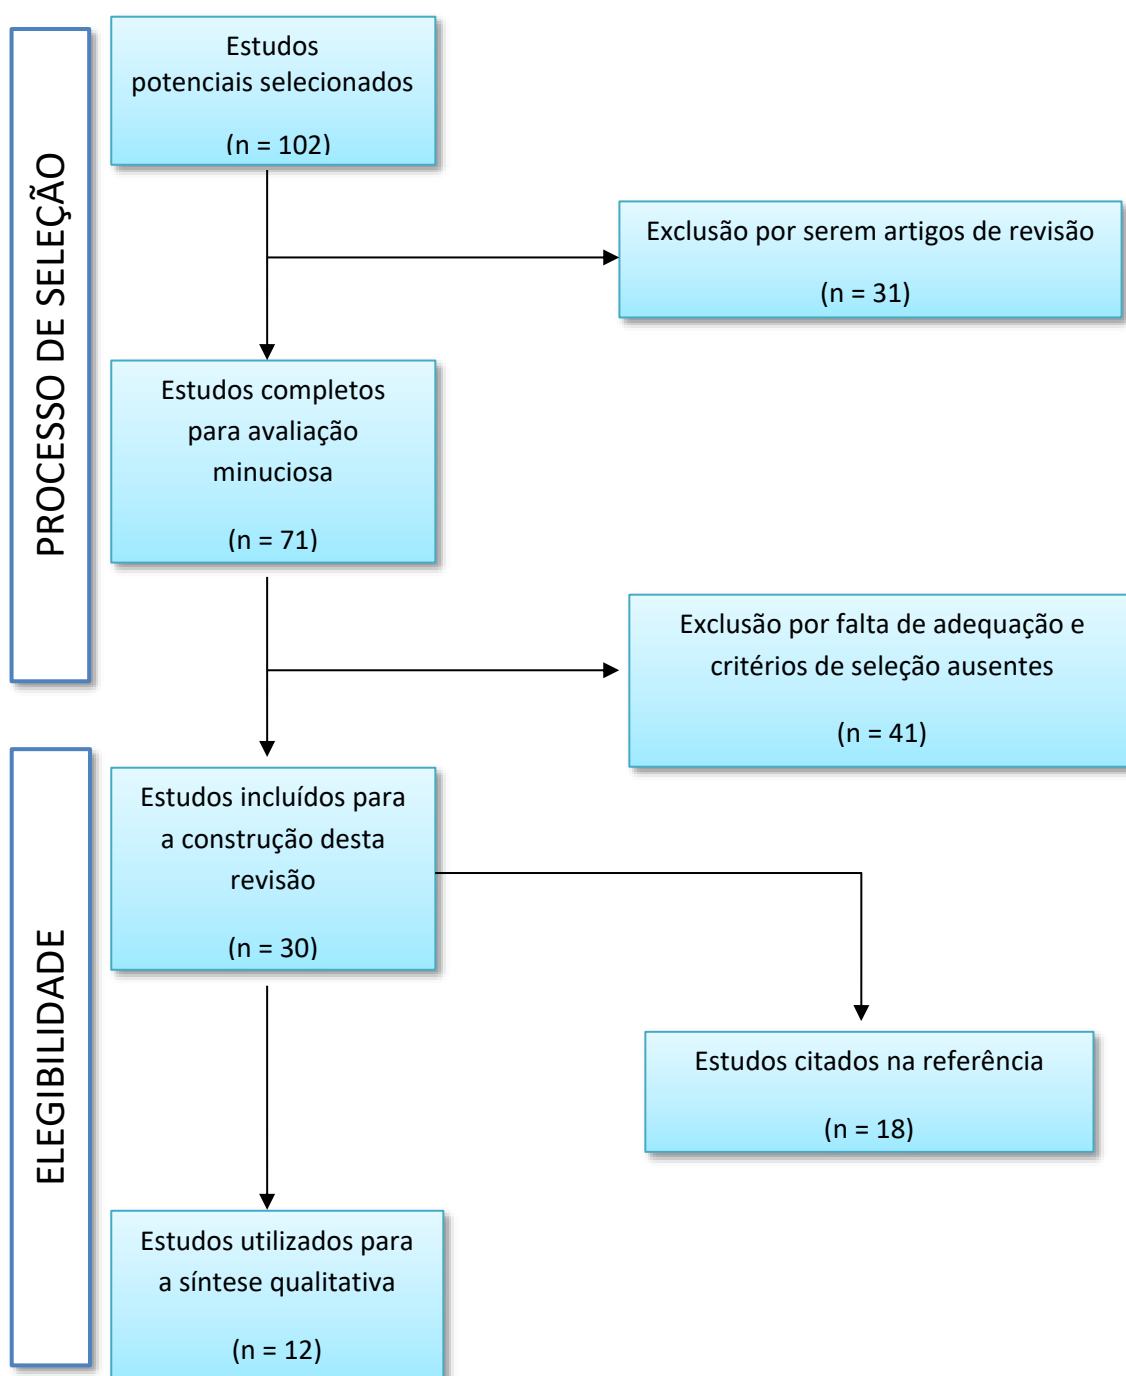 PROCESSO DE SELEÇÃO
Estudos
potenciais selecionados
(n = 102)
Exclusão por serem artigos de revisão
(n = 31)
Estudos completos
para avaliação
minuciosa
(n = 71)
Exclusão por falta de adequação e
critérios de seleção ausentes
(n = 41)
ELEGIBILIDADE
Estudos incluídos para
a construção desta
revisão
(n = 30)
Estudos citados na referência
(n = 18)
Estudos utilizados para
a síntese qualitativa
(n = 12)